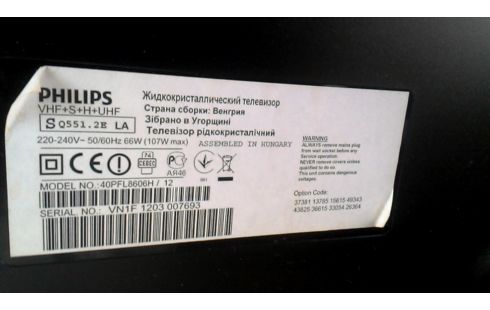 PHILIPS
VHF+S+H+UHF
S Q551.2E LA
220-240V~ 50/60Hz 66W (107W max)
Жидкокристаллический телевизор
Страна сборки: Венгрия
Зібрано в Угорщині
Телевізор рідкокристалічний
ASSEMBLED IN HUNGARY
WARNING
ALWAYS remove mains plug
from wall socket before any
Service operation.
NEVER remove covers unless
qualified to do so.
This unit contains dangerous
voltages.
CE
AЯ46
MODEL NO.:40PFL8606H / 12
SERIAL NO.: VN1F 1203 007693
Option Code:
37381 13785 15615 49343
43825 36615 33054 26364